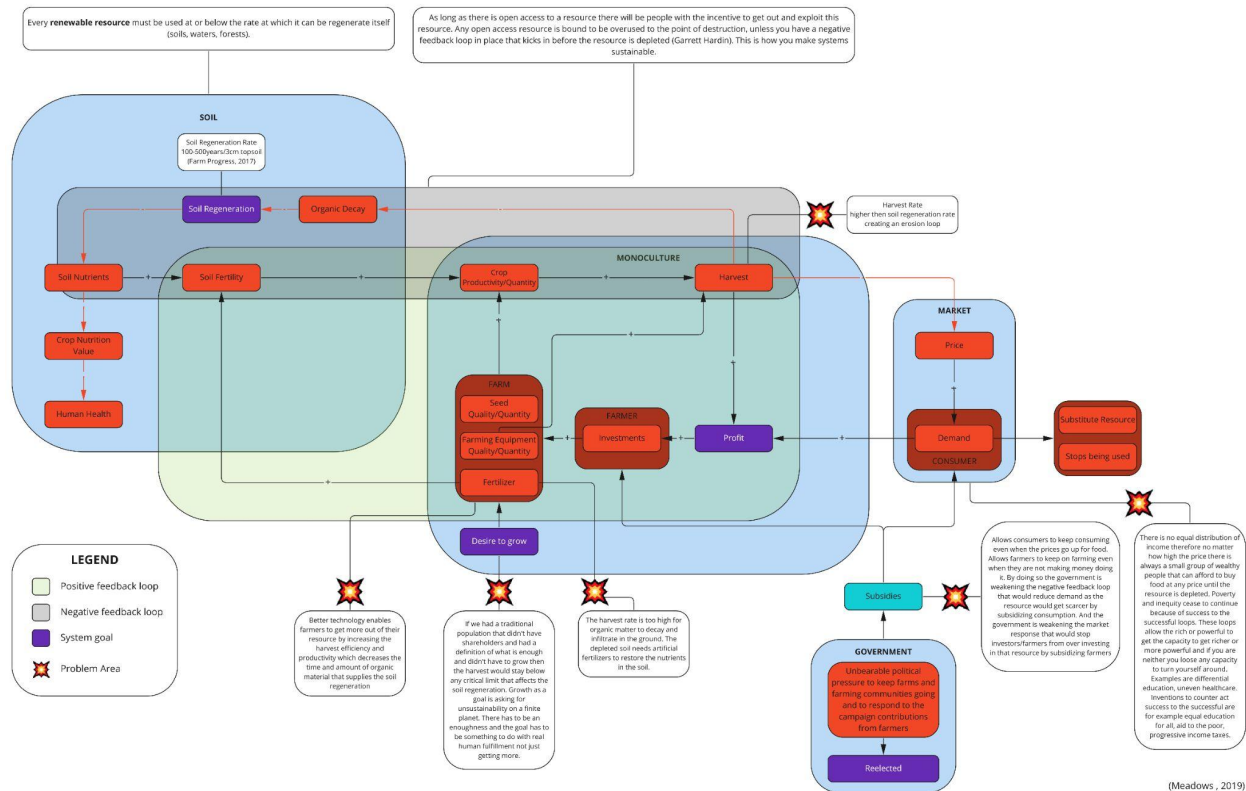 Every renewable resource must be used at or below the rate at which it can be regenerate itself
(soils, waters, forests).
As long as there is open access to a resource there will be people with the incentive to get out and exploit this
resource. Any open access resource is bound to be overused to the point of destruction, unless you have a negative
feedback loop in place that kicks in before the resource is depleted (Garrett Hardin). This is how you make systems
sustainable.
SOIL
Soil Regeneration Rate
100-500years/3cm topsoil
(Farm Progress, 2017)
Soil Regeneration
Organic Decay
Harvest Rate
higher then soil regeneration rate
creating an erosion loop
MONOCULTURE
Soil Nutrients
+
Soil Fertility
+
Crop
Productivity/Quantity
+
Harvest
MARKET
Price
Crop Nutrition
Value
Human Health
+
+
+
FARM
Seed
Quality/Quantity
Farming Equipment
Quality/Quantity
Fertilizer
+
FARMER
Investments
+
Profit
+
Demand
CONSUMER
Substitute Resource
Stops being used
+
Desire to grow
LEGEND
Positive feedback loop
Negative feedback loop
System goal
Problem Area
Better technology enables
farmers to get more out of their
resource by increasing the
harvest efficiency and
productivity which decreases the
time and amount of organic
material that supplies the soil
regeneration
If we had a traditional
population that didn't have
shareholders and had a
definition of what is enough
and didn't have to grow then
the harvest would stay below
any critical limit that affects the
soil regeneration. Growth as a
goal is asking for
unsustainability on a finite
planet. There has to be an
enoughness and the goal has to
be something to do with real
human fulfillment not just
getting more.
The harvest rate is too high for
organic matter to decay and
infiltrate in the ground. The
depleted soil needs artificial
fertilizers to restore the nutrients
in the soil.
Subsidies
GOVERNMENT
Unbearable political
pressure to keep farms and
farming communities going
and to respond to the
campaign contributions
from farmers
Reelected
Allows consumers to keep consuming
even when the prices go up for food.
Allows farming to keep on farming even
when they are not making money doing
it. By doing so the government is
weakening the negative feedback loop
that would reduce demand as the
resource would get scarcer by
subsidizing consumption. And the
government is weakening the market
response that would stop
investors/farmers from over investing
in that resource by subsidizing farmers
There is no equal distribution of
income therefore no matter
how high the price there is
always a small group of wealthy
people that can afford to buy
food at any price until the
resource is depleted. Poverty
and inequity cease to continue
because of success to the
successful loops. These loops
allow the rich or powerful to
get the capacity to get richer or
more powerful and if you are
neither you loose any capacity
to turn yourself around.
Examples are differential
education, uneven healthcare.
Inventions to counter act
success to the successful are
for example equal education
for all, aid to the poor,
progressive income taxes.
(Meadows , 2019)